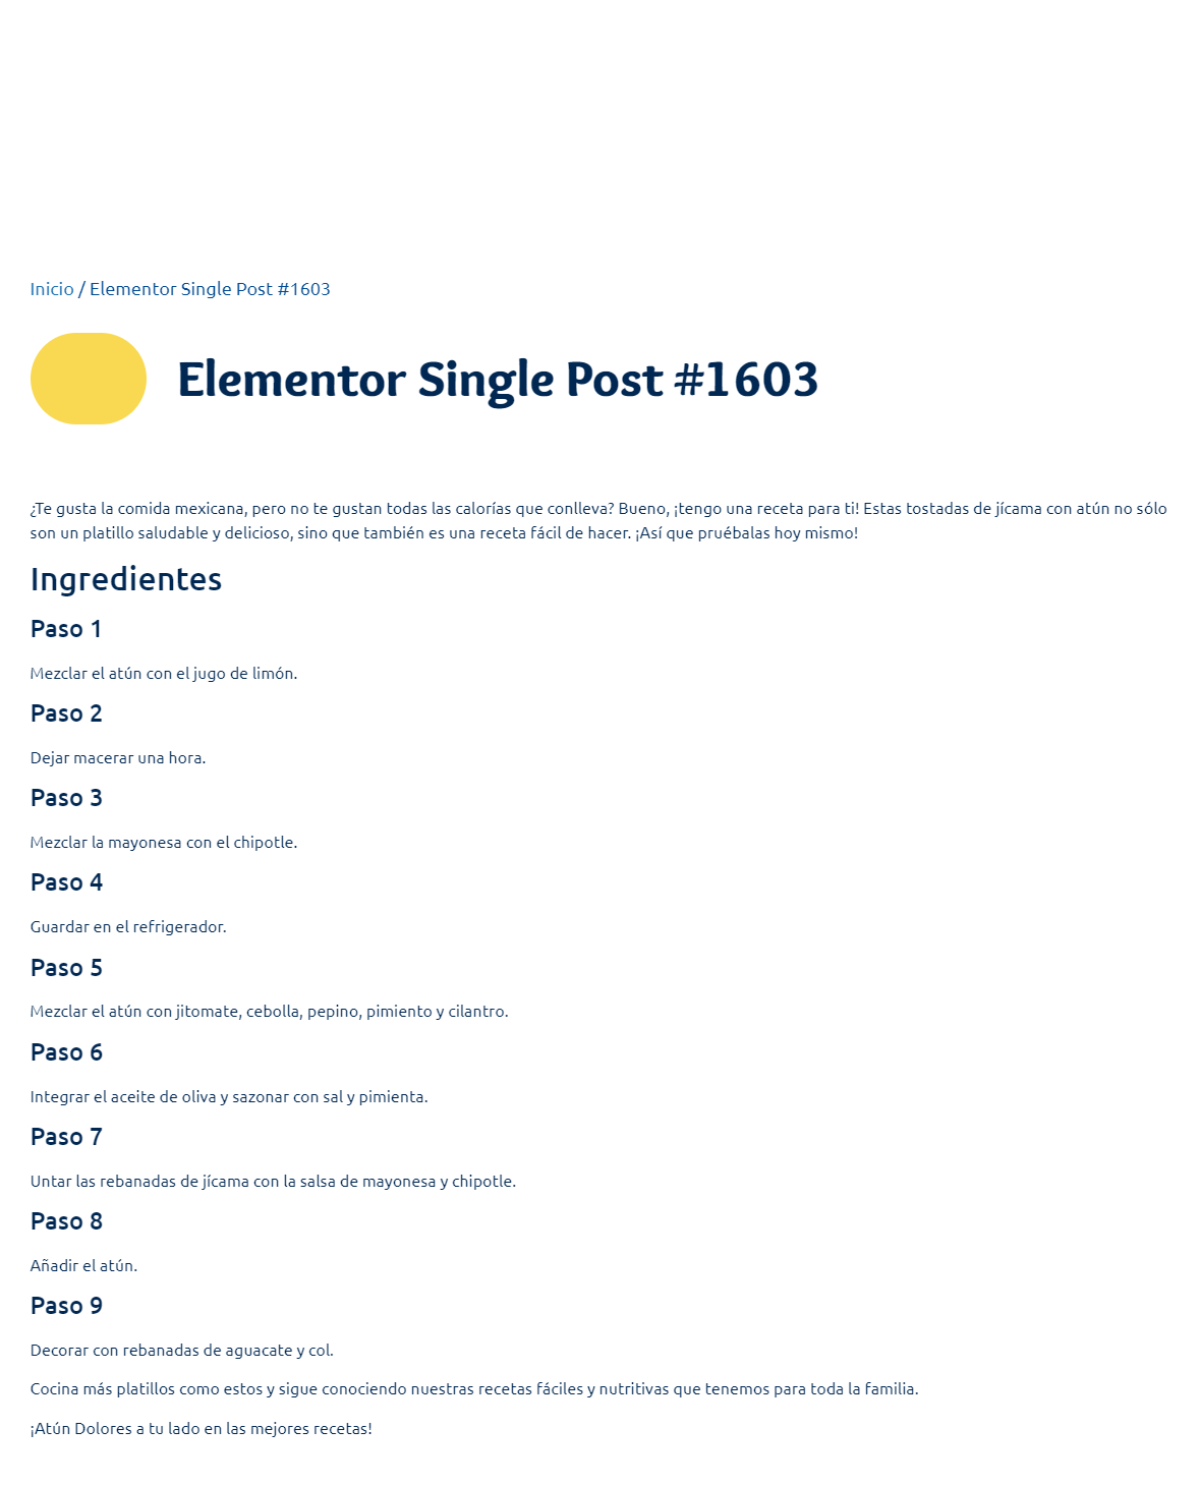 Inicio / Elementor Single Post #1603
Elementor Single Post #1603
¿Te gusta la comida mexicana, pero no te gustan todas las calorías que conlleva? Bueno, ¡tengo una receta para ti! Estas tostadas de jícama con atún no sólo
son un platillo saludable y delicioso, sino que también es una receta fácil de hacer. ¡Así que pruébalas hoy mismo!
Ingredientes
Paso 1
Mezclar el atún con el jugo de limón.
Paso 2
Dejar macerar una hora.
Paso 3
Mezclar la mayonesa con el chipotle.
Paso 4
Guardar en el refrigerador.
Paso 5
Mezclar el atún con jitomate, cebolla, pepino, pimiento y cilantro.
Paso 6
Integrar el aceite de oliva y sazonar con sal y pimienta.
Paso 7
Untar las rebanadas de jícama con la salsa de mayonesa y chipotle.
Paso 8
Añadir el atún.
Paso 9
Decorar con rebanadas de aguacate y col.
Cocina más platillos como estos y sigue conociendo nuestras recetas fáciles y nutritivas que tenemos para toda la familia.
¡Atún Dolores a tu lado en las mejores recetas!